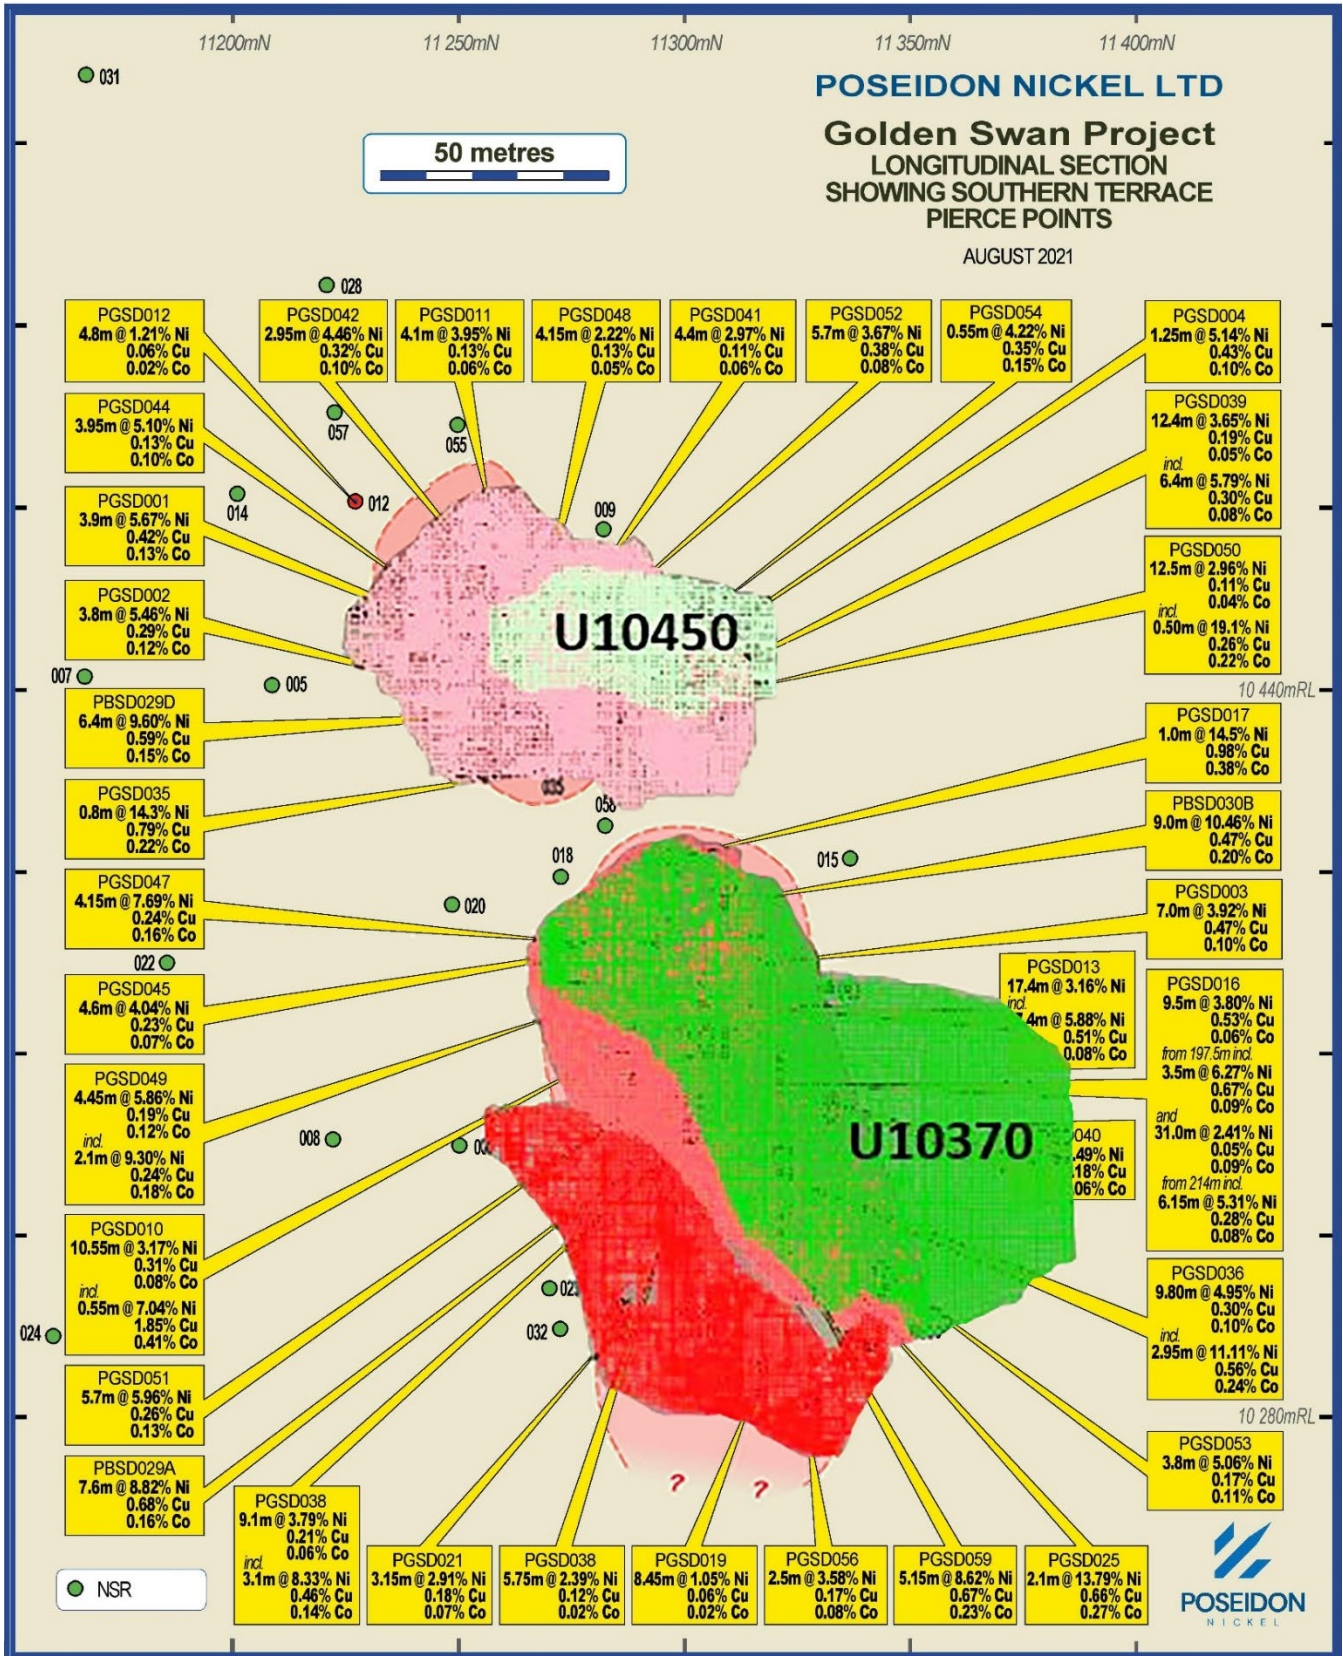 11200mN
11 250mN
11300mN
11 350mN
11 400mN
031
POSEIDON NICKEL LTD
Golden Swan Project
LONGITUDINAL SECTION
SHOWING SOUTHERN TERRACE
PIERCE POINTS
AUGUST 2021
50 metres
028
PGSD012
4.8m @ 1.21% Ni
0.06% Cu
0.02% Co
PGSD042
2.95m @ 4.46% Ni
0.32% Cu
0.10% Co
PGSD011
4.1m @ 3.95% Ni
0.13% Cu
0.06% Co
PGSD048
4.15m @ 2.22% Ni
0.13% Cu
0.05% Co
PGSD041
4.4m @ 2.97% Ni
0.11% Cu
0.06% Co
PGSD052
5.7m @ 3.67% Ni
0.38% Cu
0.08% Co
PGSD054
0.55m @ 4.22% Ni
0.35% Cu
0.15% Co
PGSD004
1.25m @ 5.14% Ni
0.43% Cu
0.10% Co
PGSD044
3.95m @ 5.10% Ni
0.13% Cu
0.10% Co
057
055
PGSD039
12.4m @ 3.65% Ni
0.19% Cu
0.05% Co
incl.
6.4m @ 5.79% Ni
0.30% Cu
0.08% Co
014
012
009
PGSD001
3.9m @ 5.67% Ni
0.42% Cu
0.13% Co
PGSD050
12.5m @ 2.96% Ni
0.11% Cu
0.04% Co
incl.
0.50m @ 19.1% Ni
0.26% Cu
0.22% Co
PGSD002
3.8m @ 5.46% Ni
0.29% Cu
0.12% Co
U10450
007
005
10 440mRL
PBSD029D
6.4m @ 9.60% Ni
0.59% Cu
0.15% Co
PGSD017
1.0m @ 14.5% Ni
0.98% Cu
0.38% Co
PGSD035
0.8m @ 14.3% Ni
0.79% Cu
0.22% Co
035
058
PBSD030B
9.0m @ 10.46% Ni
0.47% Cu
0.20% Co
018
015
PGSD047
4.15m @ 7.69% Ni
0.24% Cu
0.16% Co
020
PGSD003
7.0m @ 3.92% Ni
0.47% Cu
0.10% Co
022
PGSD045
4.6m @ 4.04% Ni
0.23% Cu
0.07% Co
PGSD013
17.4m @ 3.16% Ni
incl.
.4m @ 5.88% Ni
0.51% Cu
0.08% Co
PGSD016
9.5m @ 3.80% Ni
0.53% Cu
0.06% Co
from 197.5m incl.
3.5m @ 6.27% Ni
0.67% Cu
0.09% Co
and
31.0m @ 2.41% Ni
0.05% Cu
0.09% Co
from 214m incl.
6.15m @ 5.31% Ni
0.28% Cu
0.08% Co
PGSD049
4.45m @ 5.86% Ni
0.19% Cu
0.12% Co
incl.
2.1m @ 9.30% Ni
0.24% Cu
0.18% Co
008
U10370
040
.49% Ni
.18% Cu
.06% Co
PGSD010
10.55m @ 3.17% Ni
0.31% Cu
0.08% Co
incl.
0.55m @ 7.04% Ni
1.85% Cu
0.41% Co
PGSD036
9.80m @ 4.95% Ni
0.30% Cu
0.10% Co
incl.
2.95m @ 11.11% Ni
0.56% Cu
0.24% Co
024
032
PGSD051
5.7m @ 5.96% Ni
0.26% Cu
0.13% Co
10 280mRL
PGSD053
3.8m @ 5.06% Ni
0.17% Cu
0.11% Co
PBSD029A
7.6m @ 8.82% Ni
0.68% Cu
0.16% Co
? ?
PGSD038
9.1m @ 3.79% Ni
0.21% Cu
0.06% Co
incl.
3.1m @ 8.33% Ni
0.46% Cu
0.14% Co
PGSD021
3.15m @ 2.91% Ni
0.18% Cu
0.07% Co
PGSD038
5.75m @ 2.39% Ni
0.12% Cu
0.02% Co
PGSD019
8.45m @ 1.05% Ni
0.06% Cu
0.02% Co
PGSD056
2.5m @ 3.58% Ni
0.17% Cu
0.08% Co
PGSD059
5.15m @ 8.62% Ni
0.67% Cu
0.23% Co
PGSD025
2.1m @ 13.79% Ni
0.66% Cu
0.27% Co
NSR
POSEIDON
NICKEL